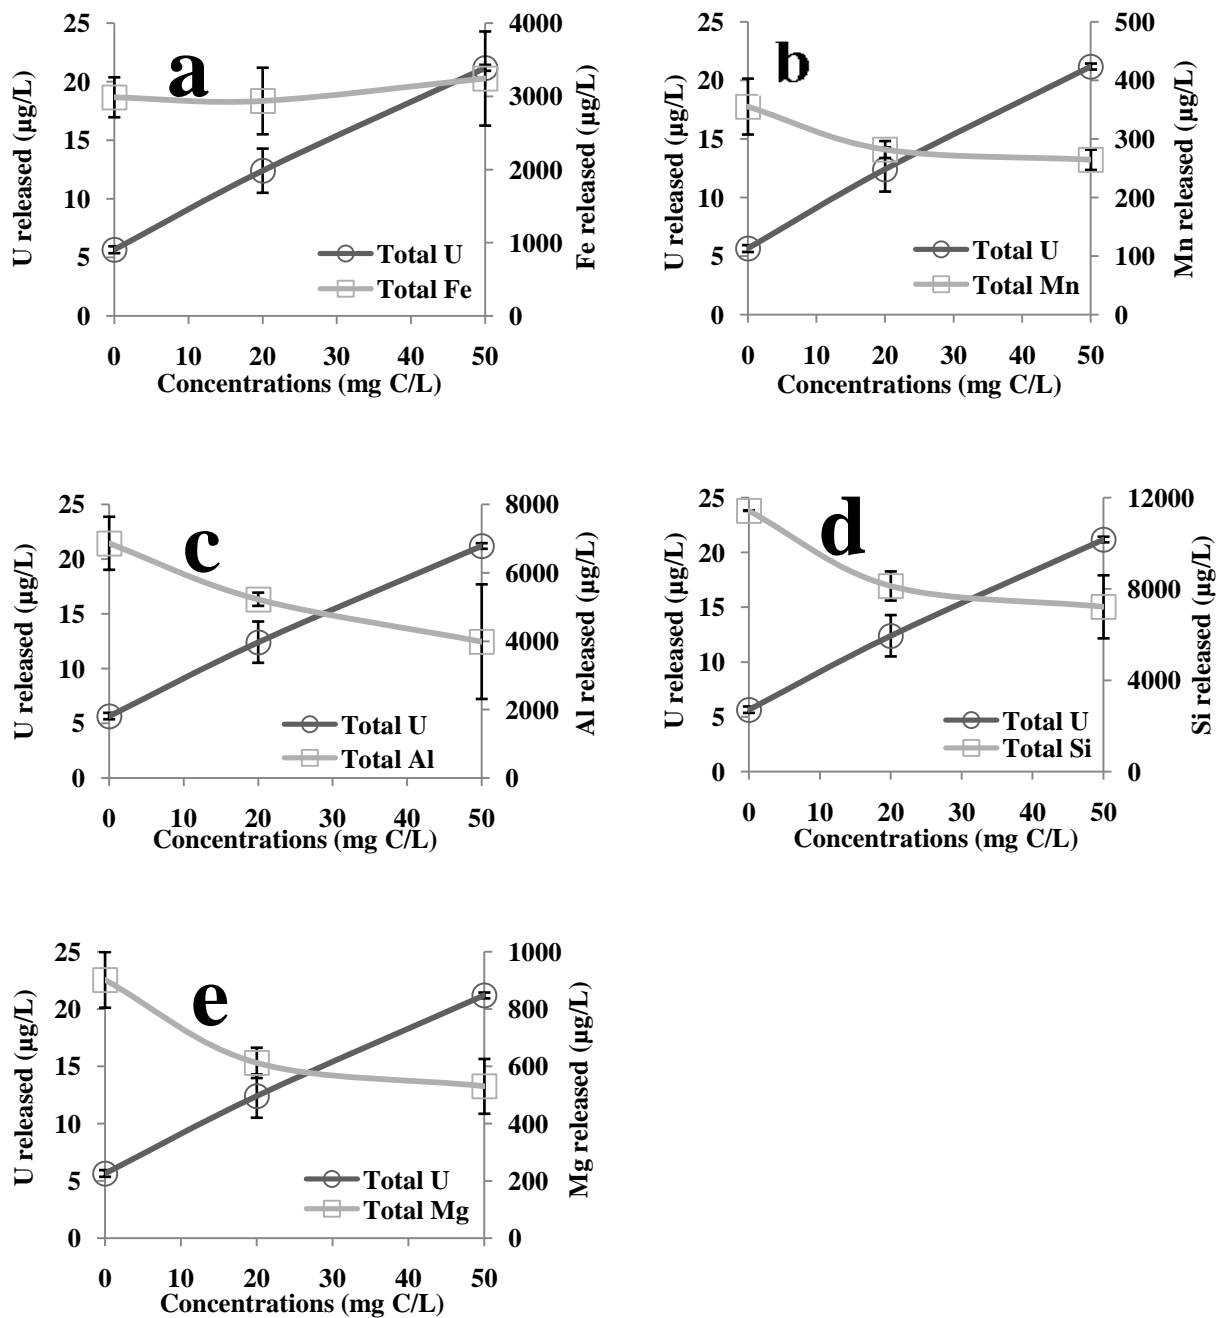 a
U released (µg/L)
25
20
15
10
5
0
4000
3000
2000
1000
0
Fe released (µg/L)
Total U
Total Fe
0 10 20 30 40 50
Concentrations (mg C/L)
b
U released (µg/L)
25
20
15
10
5
0
500
400
300
200
100
0
Mn released (µg/L)
Total U
Total Mn
0 10 20 30 40 50
Concentrations (mg C/L)
c
U released (µg/L)
25
20
15
10
5
0
8000
6000
4000
2000
0
Al released (µg/L)
Total U
Total Al
0 10 20 30 40 50
Concentrations (mg C/L)
d
U released (µg/L)
25
20
15
10
5
0
12000
8000
4000
0
Si released (µg/L)
Total U
Total Si
0 10 20 30 40 50
Concentrations (mg C/L)
e
U released (µg/L)
25
20
15
10
5
0
1000
800
600
400
200
0
Mg released (µg/L)
Total U
Total Mg
0 10 20 30 40 50
Concentrations (mg C/L)